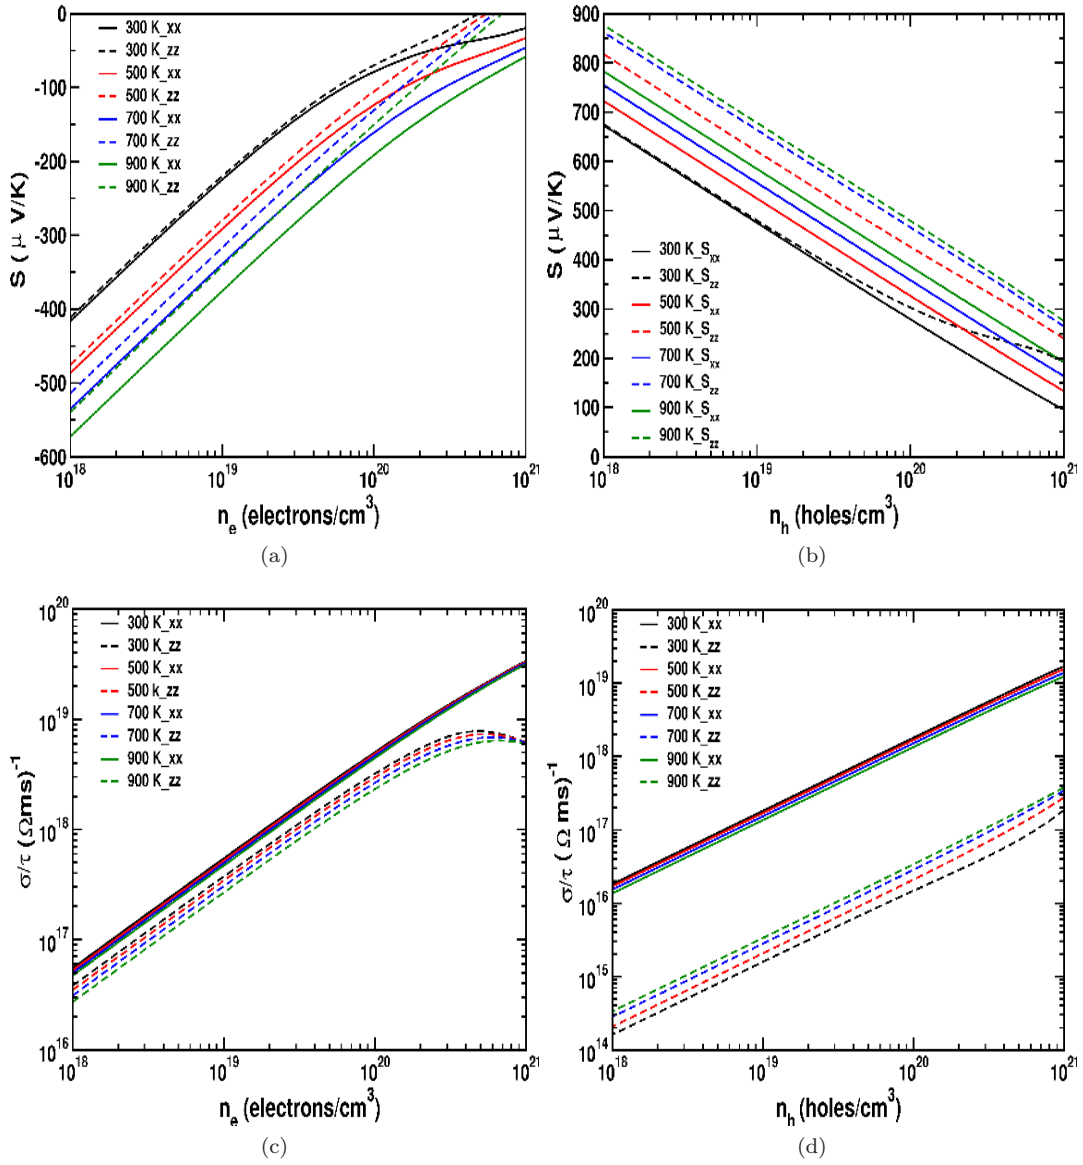 0
-100
-200
-300
-400
-500
-600
S ( μ V/K)
300 K_xx
300 K_zz
500 K_xx
500 K_zz
700 K_xx
700 K_zz
900 K_xx
900 K_zz
10^18
10^19
10^20
10^21
n_e (electrons/cm^3)
(a)
900
800
700
600
500
400
300
200
100
0
S ( μ V/K)
300 K_S_xx
300 K_S_zz
500 K_S_xx
500 K_S_zz
700 K_S_xx
700 K_S_zz
900 K_S_xx
900 K_S_zz
10^18
10^19
10^20
10^21
n_h (holes/cm^3)
(b)
10^20
10^19
10^18
10^17
10^16
σ/τ ( Ωms)^-1
300 K_xx
300 K_zz
500 K_xx
500 k_zz
700 K_xx
700 K_zz
900 K_xx
900 K_zz
10^18
10^19
10^20
10^21
n_e (electrons/cm^3)
(c)
10^20
10^19
10^18
10^17
10^16
10^15
10^14
σ/τ ( Ω ms)^-1
300 K_xx
300 K_zz
500 K_xx
500 K_zz
700 K_xx
700 K_zz
900 K_xx
900 K_zz
10^18
10^19
10^20
10^21
n_h (holes/cm^3)
(d)